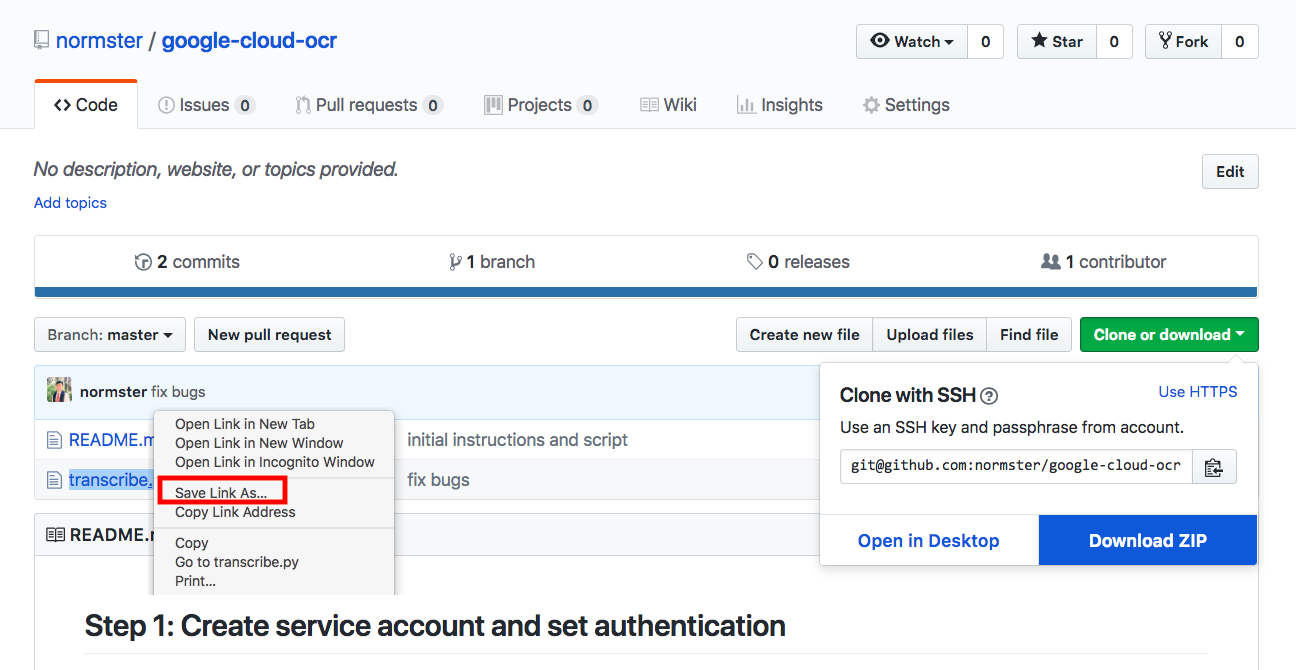 normster / google-cloud-ocr
Watch 0 Star 0 Fork 0
Code Issues 0 Pull requests 0 Projects 0 Wiki Insights Settings
No description, website, or topics provided.
Edit
Add topics
2 commits 1 branch 0 releases 1 contributor
Branch: master New pull request Create new file Upload files Find file Clone or download
normster fix bugs
Clone with SSH ? Use HTTPS
Use an SSH key and passphrase from account.
git@github.com:normster/google-cloud-ocr
Open in Desktop Download ZIP
README.m initial instructions and script
transcribe. fix bugs
Open Link in New Tab
Open Link in New Window
Open Link in Incognito Window
Save Link As...
Copy Link Address
Copy
Go to transcribe.py
Print...
README.
Step 1: Create service account and set authentication